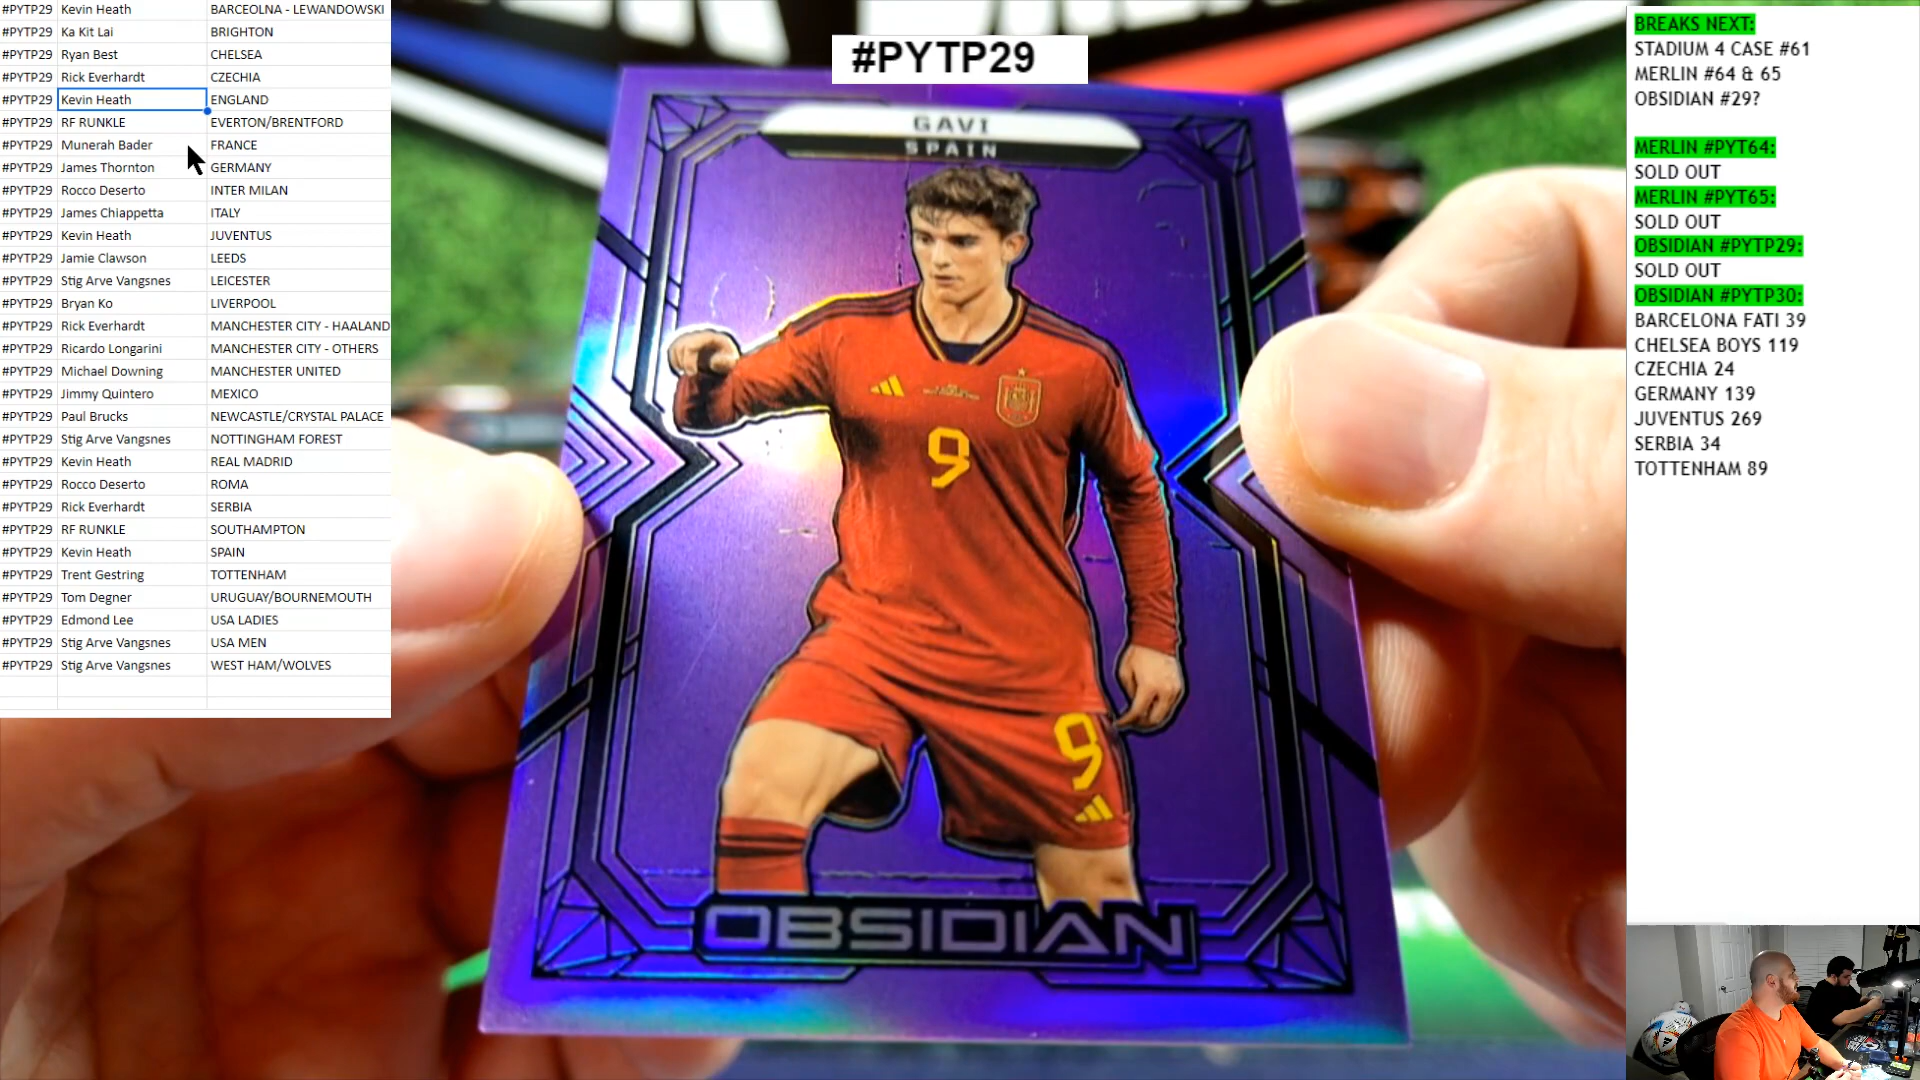 #PYTP29 Kevin Heath BARCEOLNA - LEWANDOWSKI
#PYTP29 Ka Kit Lai BRIGHTON
#PYTP29 Ryan Best CHELSEA
#PYTP29 Rick Everhardt CZECHIA
#PYTP29 Kevin Heath ENGLAND
#PYTP29 RF RUNKLE EVERTON/BRENTFORD
#PYTP29 Munerah Bader FRANCE
#PYTP29 James Thornton GERMANY
#PYTP29 Rocco Deserto INTER MILAN
#PYTP29 James Chiappetta ITALY
#PYTP29 Kevin Heath JUVENTUS
#PYTP29 Jamie Clawson LEEDS
#PYTP29 Stig Arve Vangsnes LEICESTER
#PYTP29 Bryan Ko LIVERPOOL
#PYTP29 Rick Everhardt MANCHESTER CITY - HAALAND
#PYTP29 Ricardo Longarini MANCHESTER CITY - OTHERS
#PYTP29 Michael Downing MANCHESTER UNITED
#PYTP29 Jimmy Quintero MEXICO
#PYTP29 Paul Brucks NEWCASTLE/CRYSTAL PALACE
#PYTP29 Stig Arve Vangsnes NOTTINGHAM FOREST
#PYTP29 Kevin Heath REAL MADRID
#PYTP29 Rocco Deserto ROMA
#PYTP29 Rick Everhardt SERBIA
#PYTP29 RF RUNKLE SOUTHAMPTON
#PYTP29 Kevin Heath SPAIN
#PYTP29 Trent Gestring TOTTENHAM
#PYTP29 Tom Degner URUGUAY/BOURNEMOUTH
#PYTP29 Edmond Lee USA LADIES
#PYTP29 Stig Arve Vangsnes USA MEN
#PYTP29 Stig Arve Vangsnes WEST HAM/WOLVES
#PYTP29
GAVI
SPAIN
9
9
OBSIDIAN
BREAKS NEXT:
STADIUM 4 CASE #61
MERLIN #64 & 65
OBSIDIAN #29?
MERLIN #PYT64:
SOLD OUT
MERLIN #PYT65:
SOLD OUT
OBSIDIAN #PYTP29:
SOLD OUT
OBSIDIAN #PYTP30:
BARCELONA FATI 39
CHELSEA BOYS 119
CZECHIA 24
GERMANY 139
JUVENTUS 269
SERBIA 34
TOTTENHAM 89